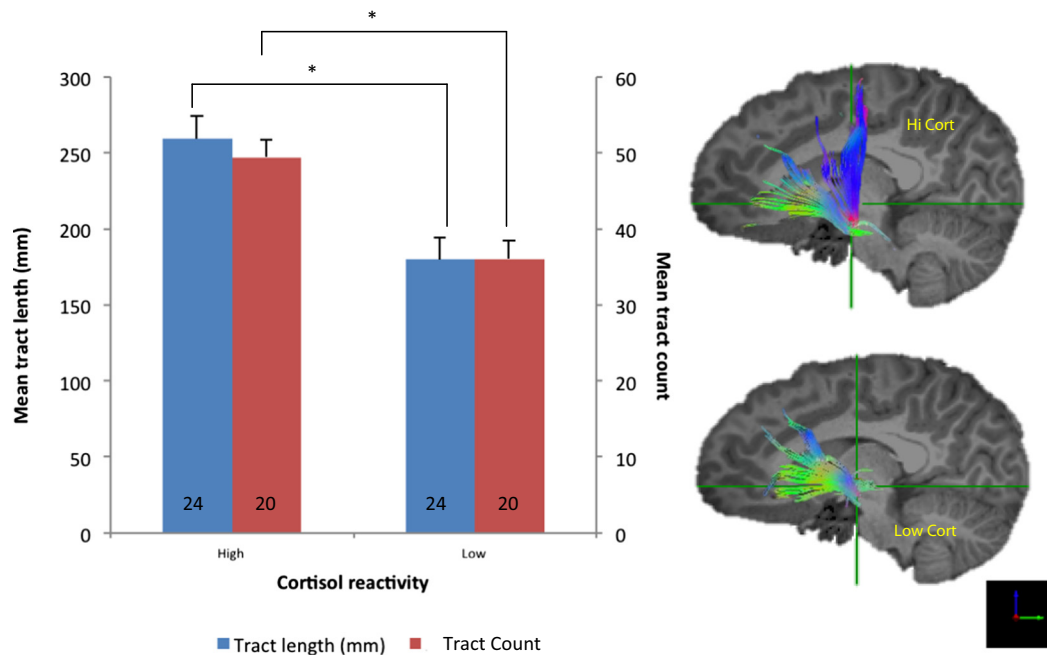 *
*
300
250
200
150
100
50
0
Mean tract lenth (mm)
60
50
40
30
20
10
0
Mean tract count
24
20
24
20
High
Low
Cortisol reactivity
Tract length (mm)
Tract Count
Hi Cort
Low Cort